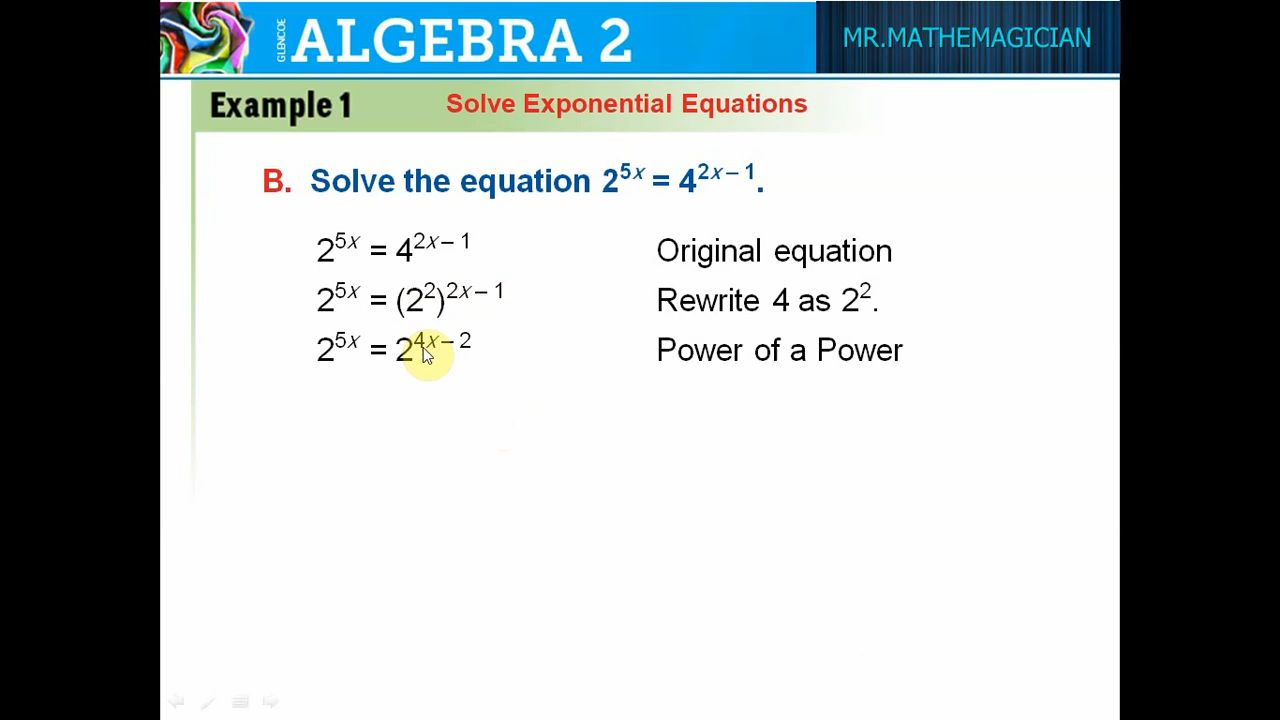 GLENCOE ALGEBRA 2 MR.MATHEMAGICIAN
Example 1 Solve Exponential Equations
B. Solve the equation 2^{5x} = 4^{2x – 1}.
2^{5x} = 4^{2x – 1} Original equation
2^{5x} = (2^{2})^{2x – 1} Rewrite 4 as 2^{2}.
2^{5x} = 2^{4x – 2} Power of a Power